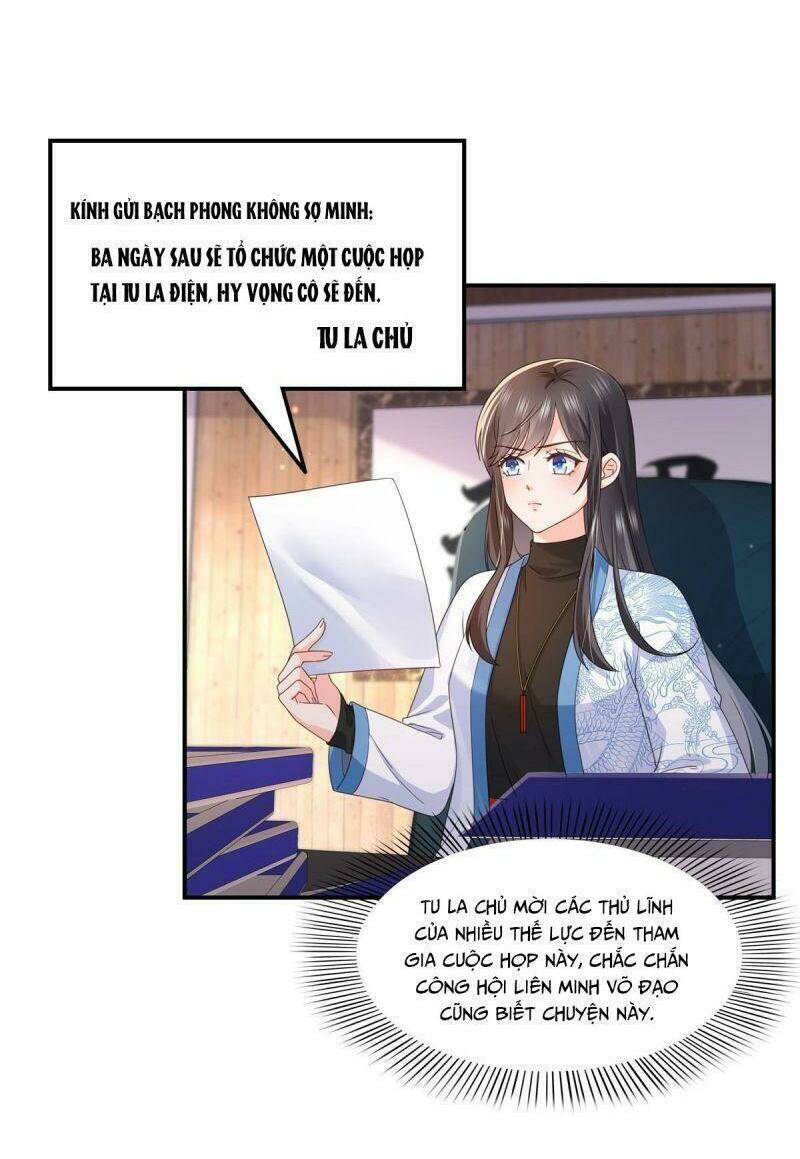 KÍNH GỬI BẠCH PHONG KHÔNG SỢ MINH:
BA NGÀY SAU SẼ TỔ CHỨC MỘT CUỘC HỌP
TẠI TU LA ĐIỆN, HY VỌNG CÔ SẼ ĐẾN.
TU LA CHỦ
TU LA CHỦ MỜI CÁC THỦ LĨNH
CỦA NHIỀU THẾ LỰC ĐẾN THAM
GIA CUỘC HỌP NÀY, CHẮC CHẮN
CÔNG HỘI LIÊN MINH VÕ ĐẠO
CŨNG BIẾT CHUYỆN NÀY.